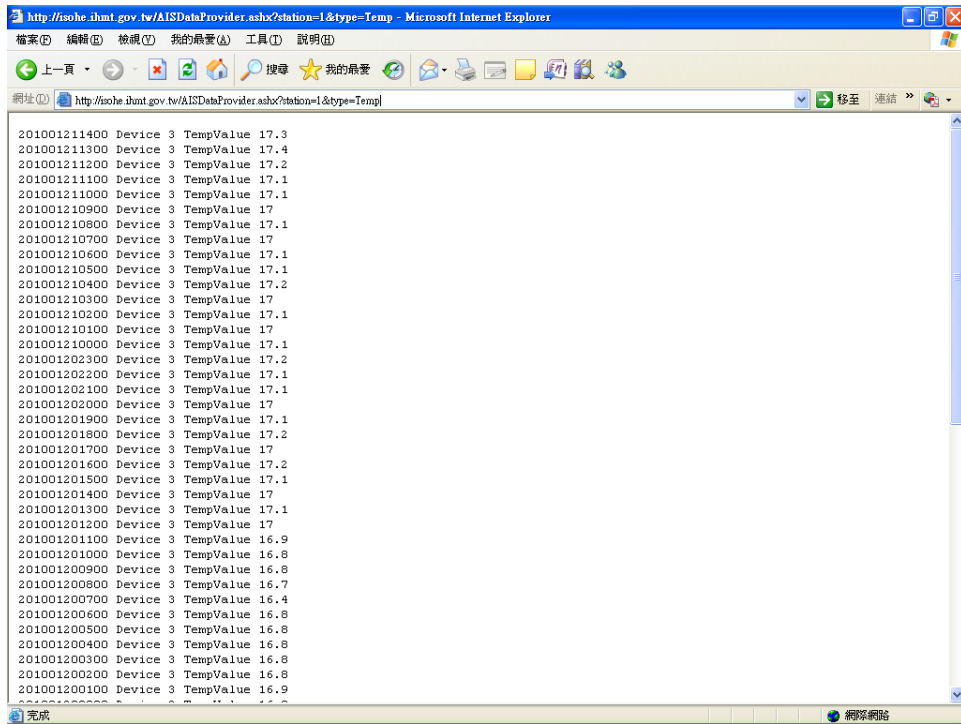 http://isohe.ihmt.gov.tw/AISDataProvider.ashx?station=1&type=Temp - Microsoft Internet Explorer
檔案(F) 編輯(E) 檢視(V) 我的最愛(A) 工具(T) 說明(H)
上一頁 搜尋 我的最愛
網址(D) http://isohe.ihmt.gov.tw/AISDataProvider.ashx?station=1&type=Temp 移至 連結 »
201001211400 Device 3 TempValue 17.3
201001211300 Device 3 TempValue 17.4
201001211200 Device 3 TempValue 17.2
201001211100 Device 3 TempValue 17.1
201001211000 Device 3 TempValue 17.1
201001210900 Device 3 TempValue 17
201001210800 Device 3 TempValue 17.1
201001210700 Device 3 TempValue 17
201001210600 Device 3 TempValue 17.1
201001210500 Device 3 TempValue 17.1
201001210400 Device 3 TempValue 17.2
201001210300 Device 3 TempValue 17
201001210200 Device 3 TempValue 17.1
201001210100 Device 3 TempValue 17
201001210000 Device 3 TempValue 17.1
201001202300 Device 3 TempValue 17.2
201001202200 Device 3 TempValue 17.1
201001202100 Device 3 TempValue 17.1
201001202000 Device 3 TempValue 17
201001201900 Device 3 TempValue 17.1
201001201800 Device 3 TempValue 17.2
201001201700 Device 3 TempValue 17
201001201600 Device 3 TempValue 17.2
201001201500 Device 3 TempValue 17.1
201001201400 Device 3 TempValue 17
201001201300 Device 3 TempValue 17.1
201001201200 Device 3 TempValue 17
201001201100 Device 3 TempValue 16.9
201001201000 Device 3 TempValue 16.8
201001200900 Device 3 TempValue 16.8
201001200800 Device 3 TempValue 16.7
201001200700 Device 3 TempValue 16.4
201001200600 Device 3 TempValue 16.8
201001200500 Device 3 TempValue 16.8
201001200400 Device 3 TempValue 16.8
201001200300 Device 3 TempValue 16.8
201001200200 Device 3 TempValue 16.8
201001200100 Device 3 TempValue 16.9
完成 網際網路